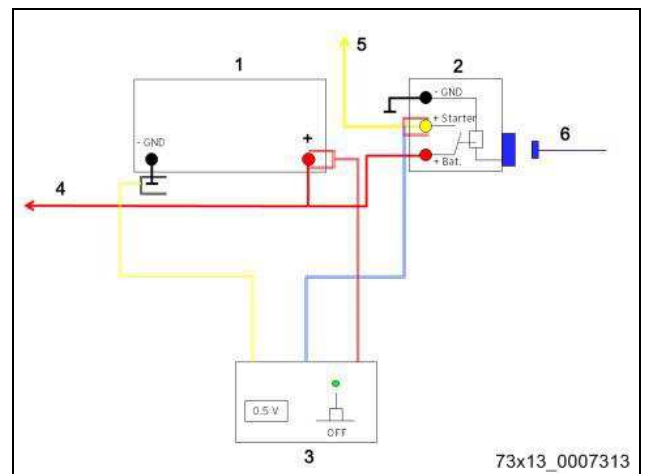 5
1
2
- GND
+ Starter
- GND
+
6
+ Bat.
4
0.5 V
OFF
3
73x13_0007313